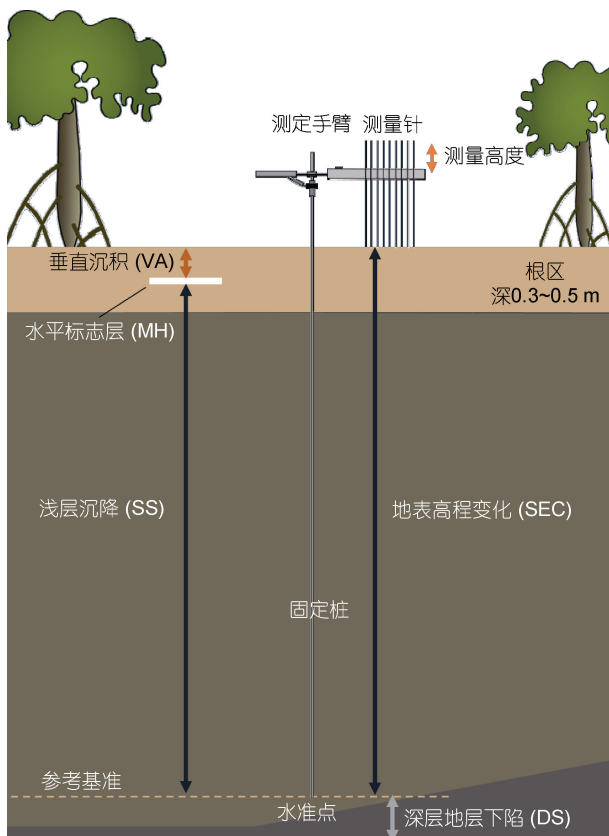 测定手臂 测量针
测量高度
垂直沉积 (VA)
根区
深0.3~0.5 m
水平标志层 (MH)
浅层沉降 (SS)
地表高程变化 (SEC)
固定桩
参考基准
水准点
深层地层下陷 (DS)